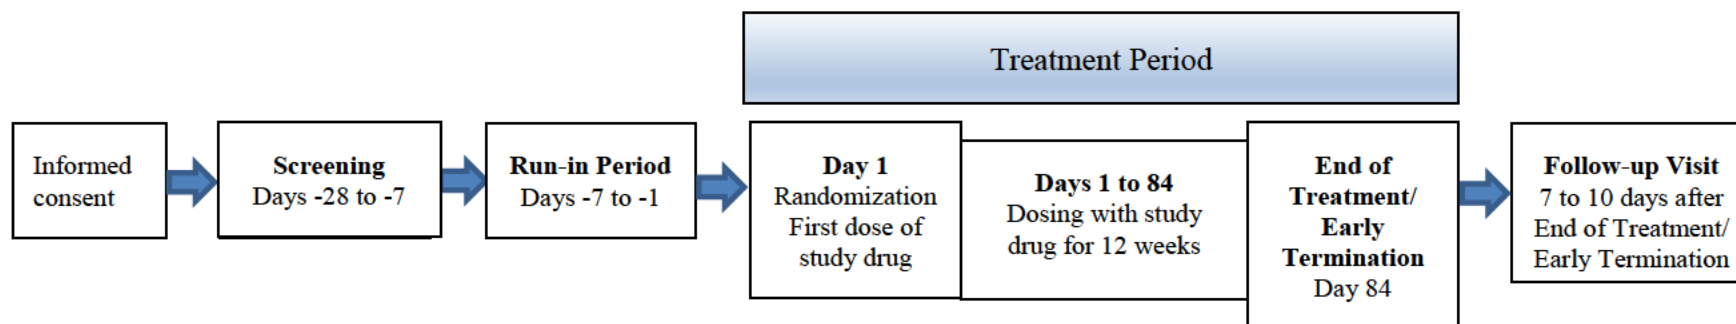 Treatment Period
Informed
consent
Screening
Days -28 to -7
Run-in Period
Days -7 to -1
Day 1
Randomization
First dose of
study drug
Days 1 to 84
Dosing with study
drug for 12 weeks
End of
Treatment/
Early
Termination
Day 84
Follow-up Visit
7 to 10 days after
End of Treatment/
Early Termination